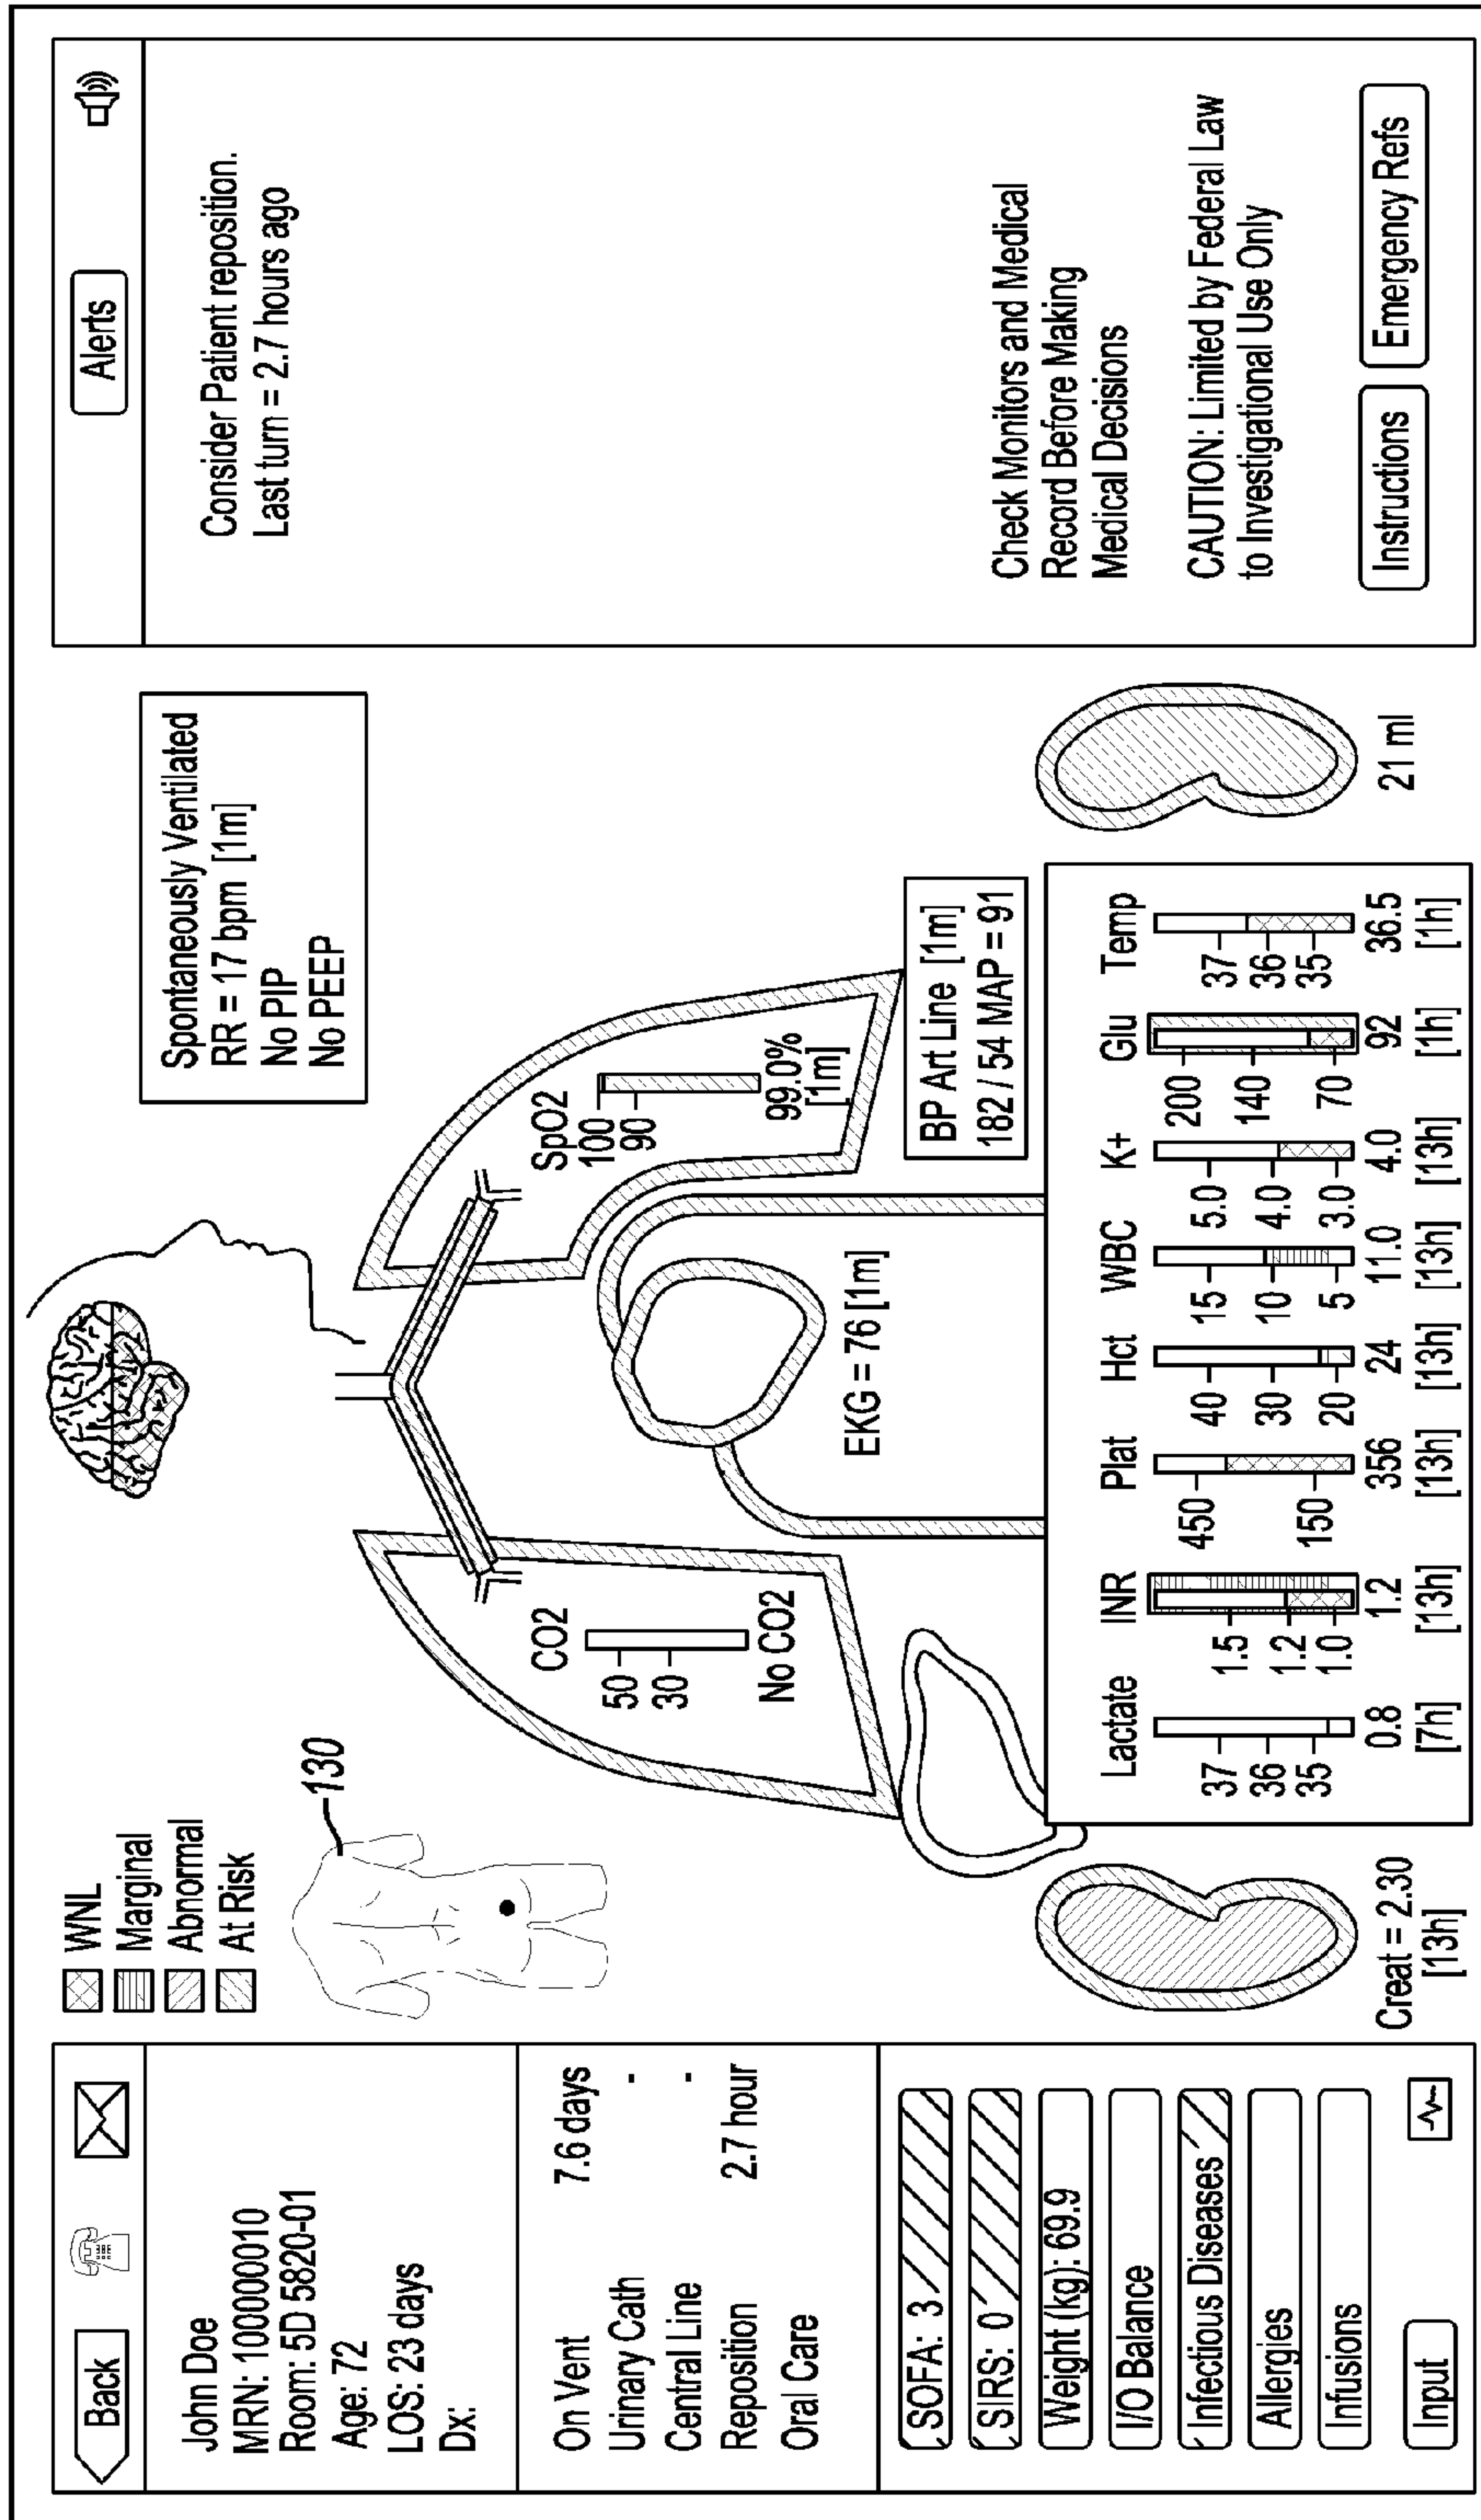 Back
John Doe
MRN: 10000010
Room: 5D 5820-01
Age: 72
LOS: 23 days
Dx:
On Vent 7.6 days
Urinary Cath -
Central Line -
Reposition 2.7 hour
Oral Care
SOFA: 3
SIRS: 0
Weight (kg): 69.9
I/O Balance
Infectious Diseases
Allergies
Infusions
Input
WNL
Marginal
Abnormal
At Risk
130
Spontaneously Ventilated
RR = 17 bpm [1m]
No PIP
No PEEP
CO2
50
30
No CO2
SpO2
100
90
99.0%
[1m]
EKG = 76 [1m]
BP Art Line [1m]
182 / 54 MAP = 91
Creat = 2.30
[13h]
21 ml
Lactate
37
36
35
0.8
[7h]
INR
1.5
1.2
1.0
1.2
[13h]
Plat
450
150
356
[13h]
Hct
40
30
20
24
[13h]
WBC
15
10
5
11.0
[13h]
K+
5.0
4.0
3.0
4.0
[13h]
Glu
200
140
70
92
[1h]
Temp
37
36
35
36.5
[1h]
Alerts
Consider Patient reposition.
Last turn = 2.7 hours ago
Check Monitors and Medical
Record Before Making
Medical Decisions
CAUTION: Limited by Federal Law
to Investigational Use Only
Instructions
Emergency Refs